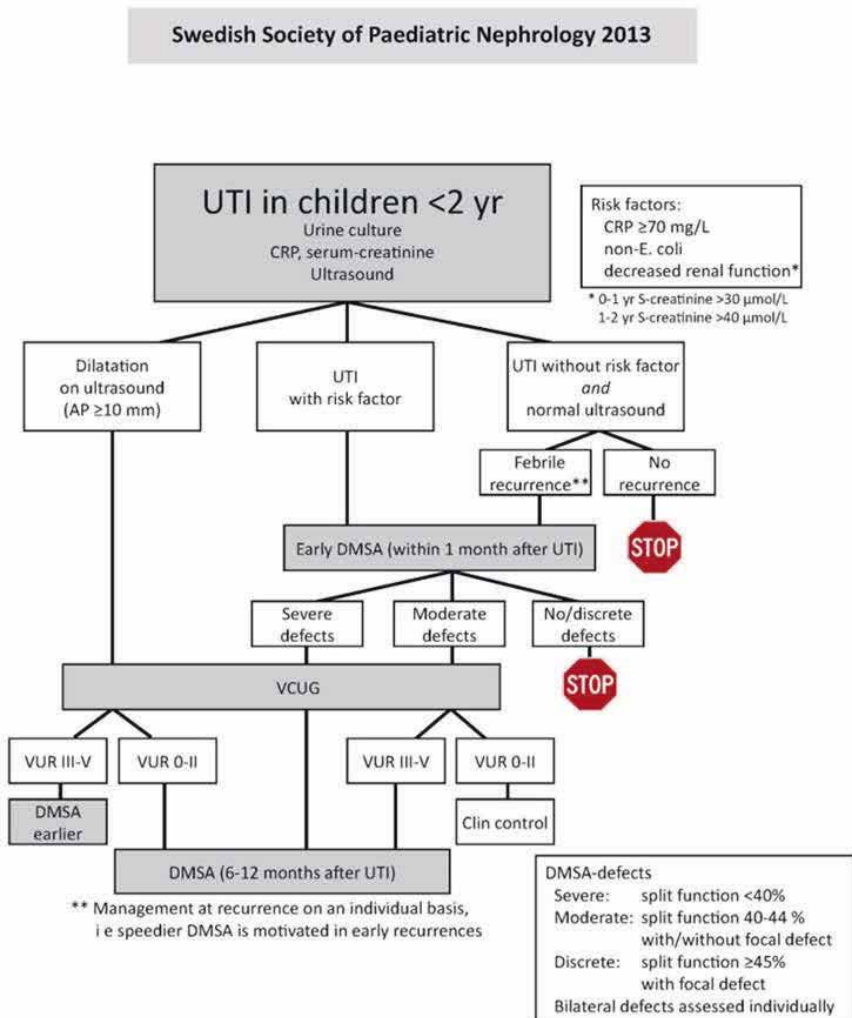 Swedish Society of Paediatric Nephrology 2013
UTI in children <2 yr
Urine culture
CRP, serum-creatinine
Ultrasound
Risk factors:
CRP ≥70 mg/L
non-E. coli
decreased renal function*
* 0-1 yr S-creatinine >30 µmol/L
1-2 yr S-creatinine >40 µmol/L
Dilatation
on ultrasound
(AP ≥10 mm)
UTI
with risk factor
UTI without risk factor
and
normal ultrasound
Febrile
recurrence**
No
recurrence
STOP
Early DMSA (within 1 month after UTI)
Severe
defects
Moderate
defects
No/discrete
defects
STOP
VCUG
VUR III-V
VUR 0-II
VUR III-V
VUR 0-II
DMSA
earlier
Clin control
DMSA (6-12 months after UTI)
** Management at recurrence on an individual basis,
i e speedier DMSA is motivated in early recurrences
DMSA-defects
Severe: split function <40%
Moderate: split function 40-44 %
with/without focal defect
Discrete: split function ≥45%
with focal defect
Bilateral defects assessed individually